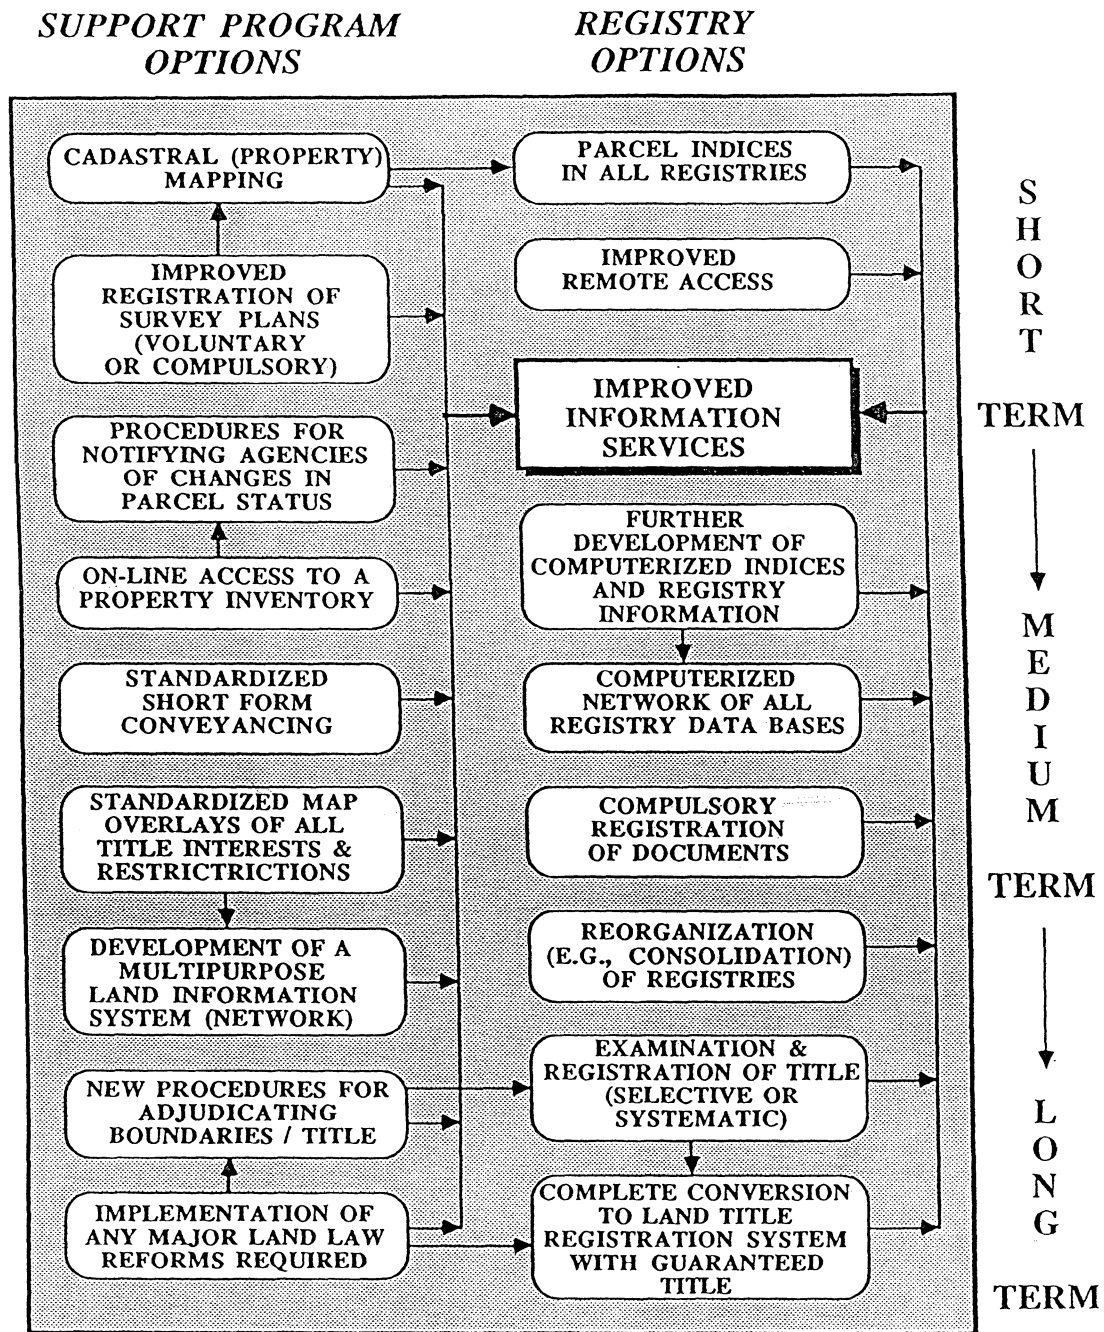 SUPPORT PROGRAM
OPTIONS
REGISTRY
OPTIONS
CADASTRAL (PROPERTY)
MAPPING
IMPROVED
REGISTRATION OF
SURVEY PLANS
(VOLUNTARY
OR COMPULSORY)
PROCEDURES FOR
NOTIFYING AGENCIES
OF CHANGES IN
PARCEL STATUS
ON-LINE ACCESS TO A
PROPERTY INVENTORY
STANDARDIZED
SHORT FORM
CONVEYANCING
STANDARDIZED MAP
OVERLAYS OF ALL
TITLE INTERESTS &
RESTRICTRICTIONS
DEVELOPMENT OF A
MULTIPURPOSE
LAND INFORMATION
SYSTEM (NETWORK)
NEW PROCEDURES FOR
ADJUDICATING
BOUNDARIES / TITLE
IMPLEMENTATION OF
ANY MAJOR LAND LAW
REFORMS REQUIRED
PARCEL INDICES
IN ALL REGISTRIES
IMPROVED
REMOTE ACCESS
IMPROVED
INFORMATION
SERVICES
FURTHER
DEVELOPMENT OF
COMPUTERIZED INDICES
AND REGISTRY
INFORMATION
COMPUTERIZED
NETWORK OF ALL
REGISTRY DATA BASES
COMPULSORY
REGISTRATION
OF DOCUMENTS
REORGANIZATION
(E.G., CONSOLIDATION)
OF REGISTRIES
EXAMINATION &
REGISTRATION OF TITLE
(SELECTIVE OR
SYSTEMATIC)
COMPLETE CONVERSION
TO LAND TITLE
REGISTRATION SYSTEM
WITH GUARANTEED
TITLE
SHORT
TERM
MEDIUM
TERM
LONG
TERM